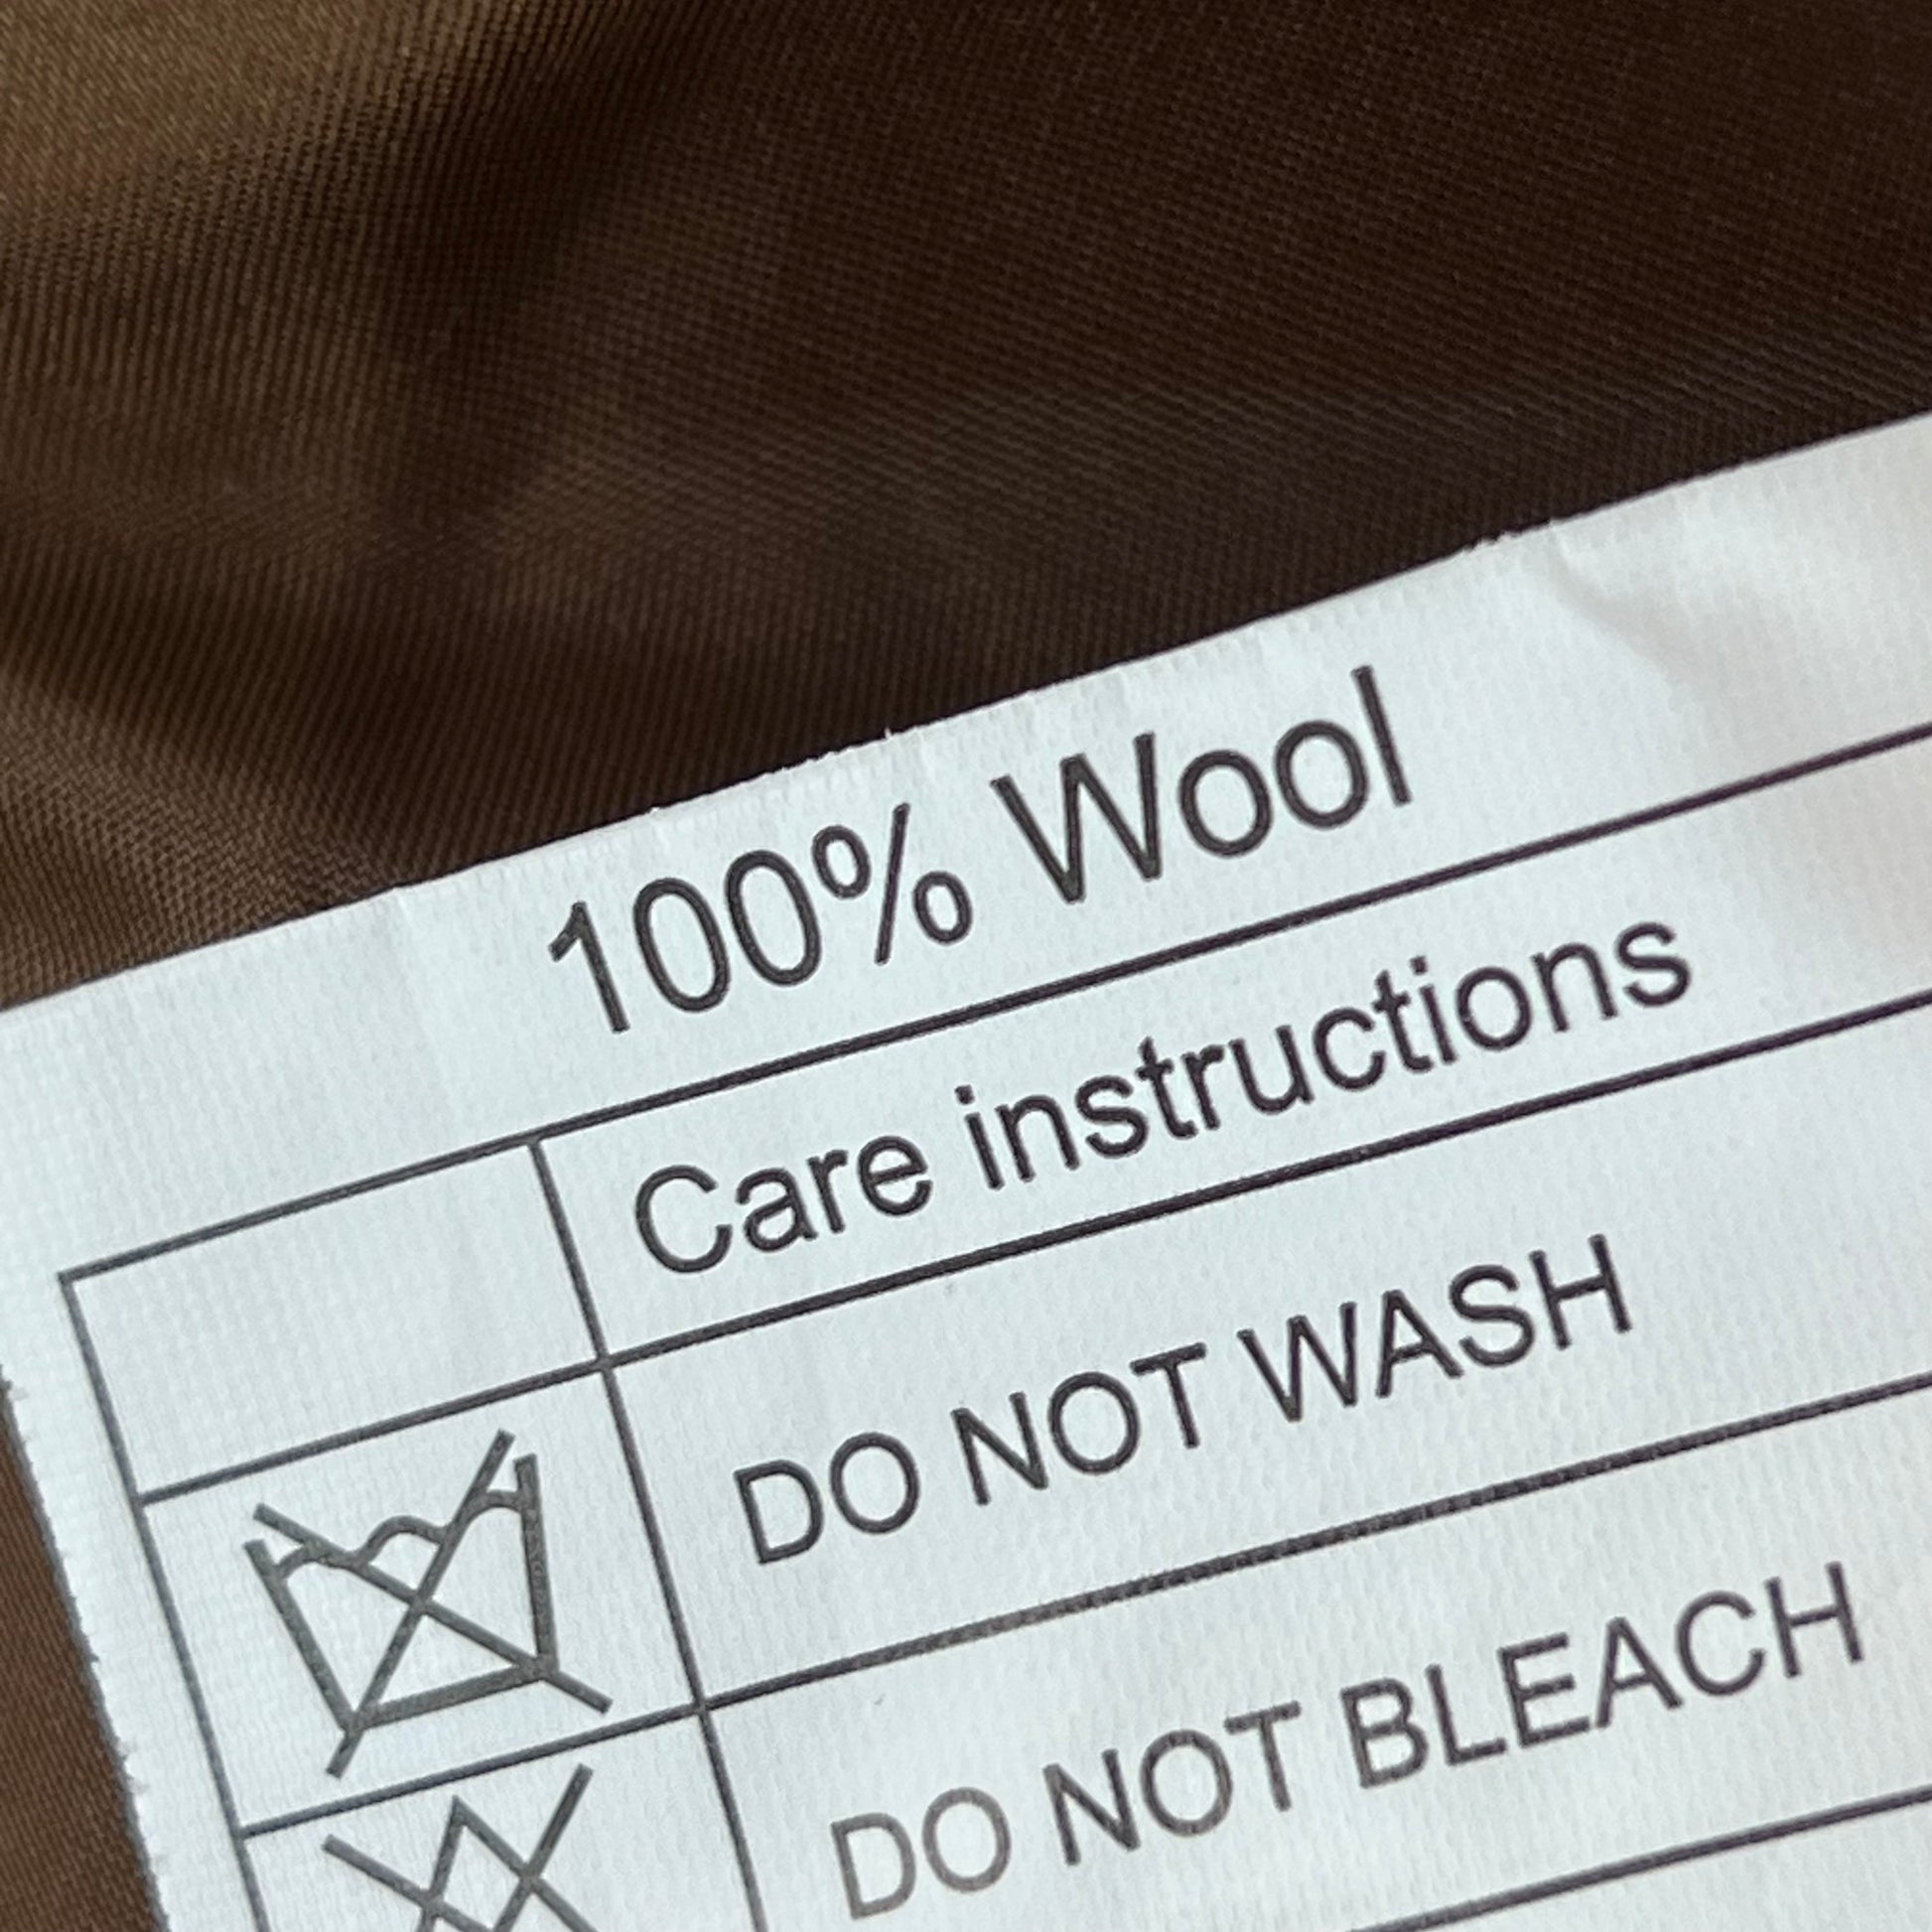 100% Wool
Care instructions
DO NOT WASH
DO NOT BLEACH